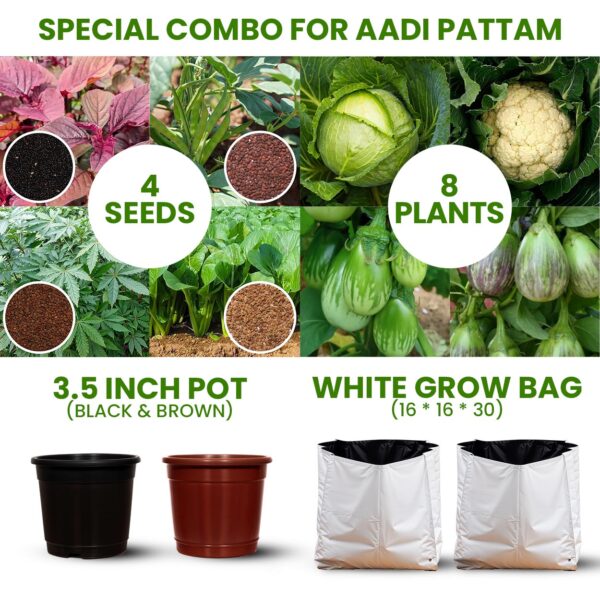 SPECIAL COMBO FOR AADI PATTAM
4
SEEDS
8
PLANTS
3.5 INCH POT
(BLACK & BROWN)
WHITE GROW BAG
(16 * 16 * 30)